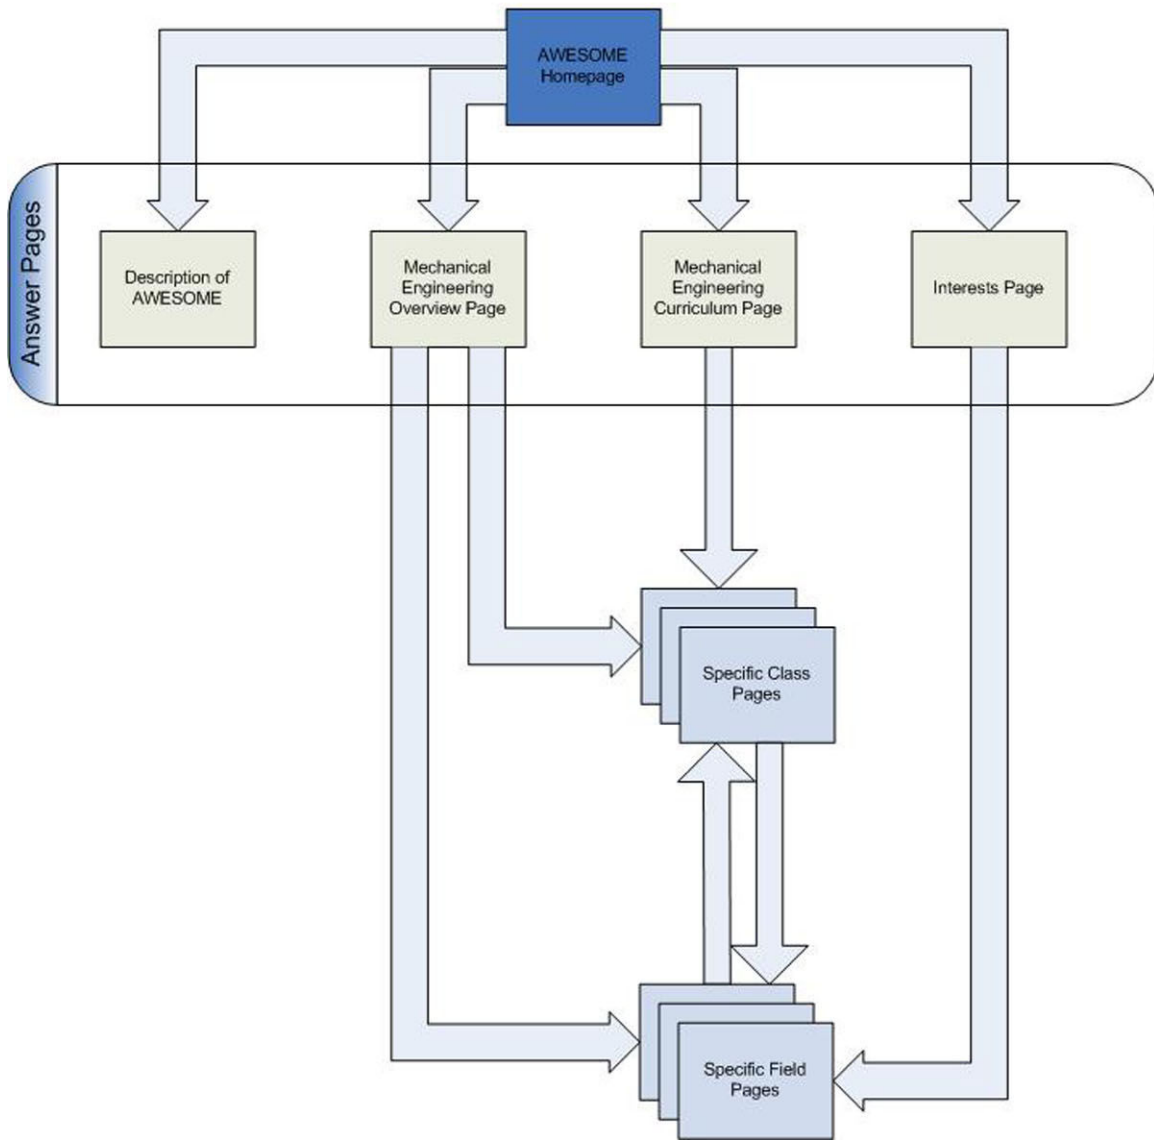 AWESOME
Homepage
Answer Pages
Description of
AWESOME
Mechanical
Engineering
Overview Page
Mechanical
Engineering
Curriculum Page
Interests Page
Specific Class
Pages
Specific Field
Pages